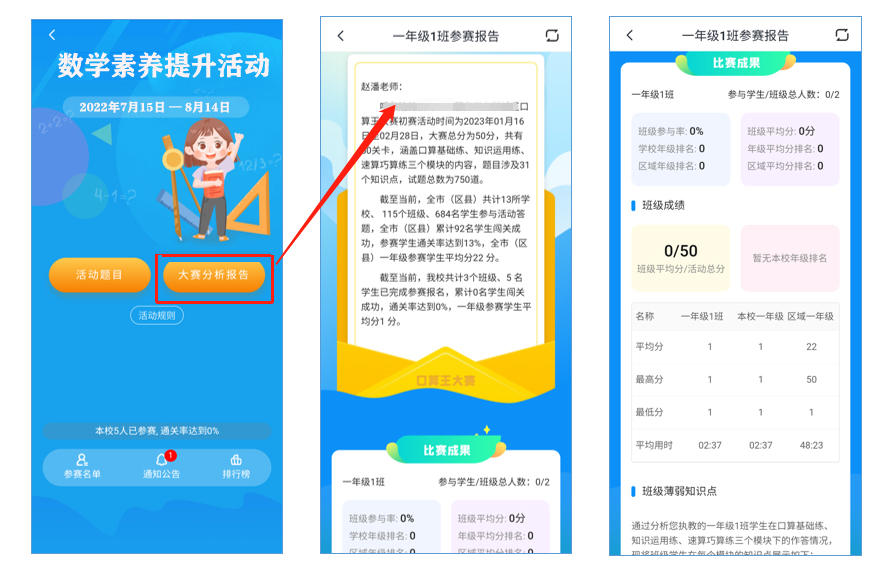 数学素养提升活动
2022年7月15日 — 8月14日
2+2=
4-1=?
12/3=?
活动题目
大赛分析报告
活动规则
本校5人已参赛, 通关率达到0%
1
参赛名单
通知公告
排行榜
一年级1班参赛报告
赵潘老师：
区口
算王大赛初赛活动时间为2023年01月16
日 02月28日，大赛总分为50分，共有
0关卡，涵盖口算基础练、知识运用练、
速算巧算练三个模块的内容，题目涉及31
个知识点，试题总数为750道。
截至当前，全市（区县）共计13所学
校、115个班级、684名学生参与活动答
题，全市（区县）累计92名学生闯关成
功，参赛学生通关率达到13%，全市（区
县）一年级参赛学生平均分22 分。
截至当前，我校共计3个班级、5 名
学生已完成参赛报名，累计0名学生闯关
成功，通关率达到0%，一年级参赛学生平
均分1 分。
口算王大赛
比赛成果
一年级1班 参与学生/班级总人数：0/2
班级参与率: 0% 班级平均分: 0分
学校年级排名: 0 年级平均分排名: 0
区域年级排名: 0 区域平均分排名: 0
一年级1班参赛报告
比赛成果
一年级1班 参与学生/班级总人数：0/2
班级参与率: 0% 班级平均分: 0分
学校年级排名: 0 年级平均分排名: 0
区域年级排名: 0 区域平均分排名: 0
班级成绩
0/50
班级平均分/活动总分
暂无本校年级排名
名称 一年级1班 本校一年级 区域一年级
平均分 1 1 22
最高分 1 1 50
最低分 1 1 1
平均用时 02:37 02:37 48:23
班级薄弱知识点
通过分析您执教的一年级1班学生在口算基础练、
知识运用练、速算巧算练三个模块下的作答情况，
现将班级学生在每个模块的知识点展示如下：